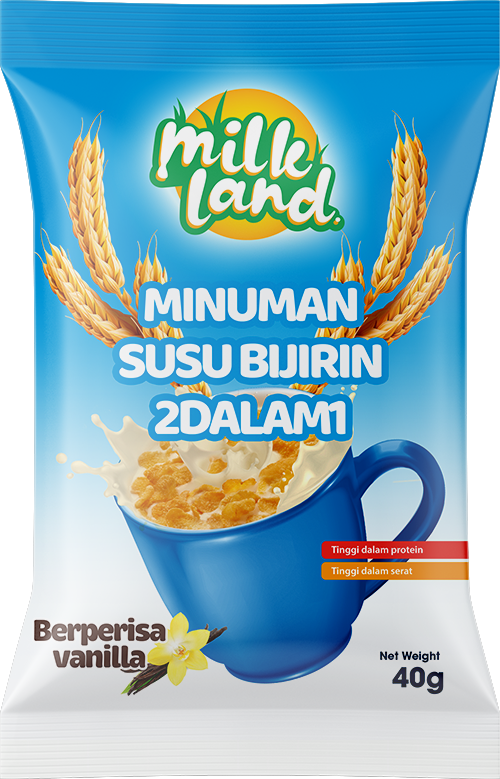 milk
land
MINUMAN
SUSU BIJIRIN
2DALAM1
Tinggi dalam protein
Tinggi dalam serat
Berperisa
vanilla
Net Weight
40g